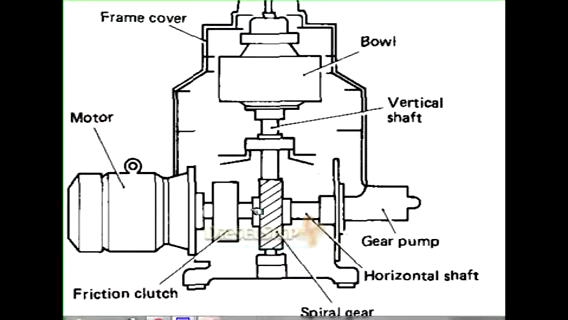 Frame cover
Bowl
Vertical
shaft
Motor
Gear pump
Horizontal shaft
Friction clutch
Spiral gear